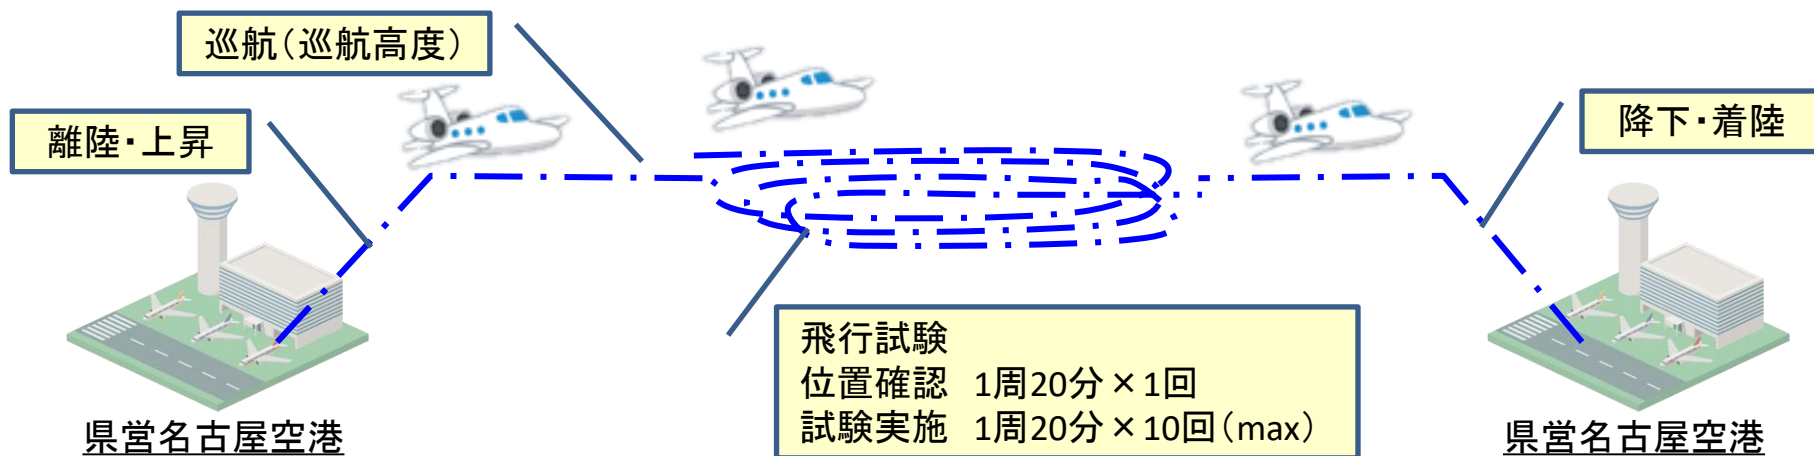 巡航(巡航高度)
離陸・上昇
降下・着陸
飛行試験
位置確認 1周20分×1回
試験実施 1周20分×10回(max)
県営名古屋空港
県営名古屋空港